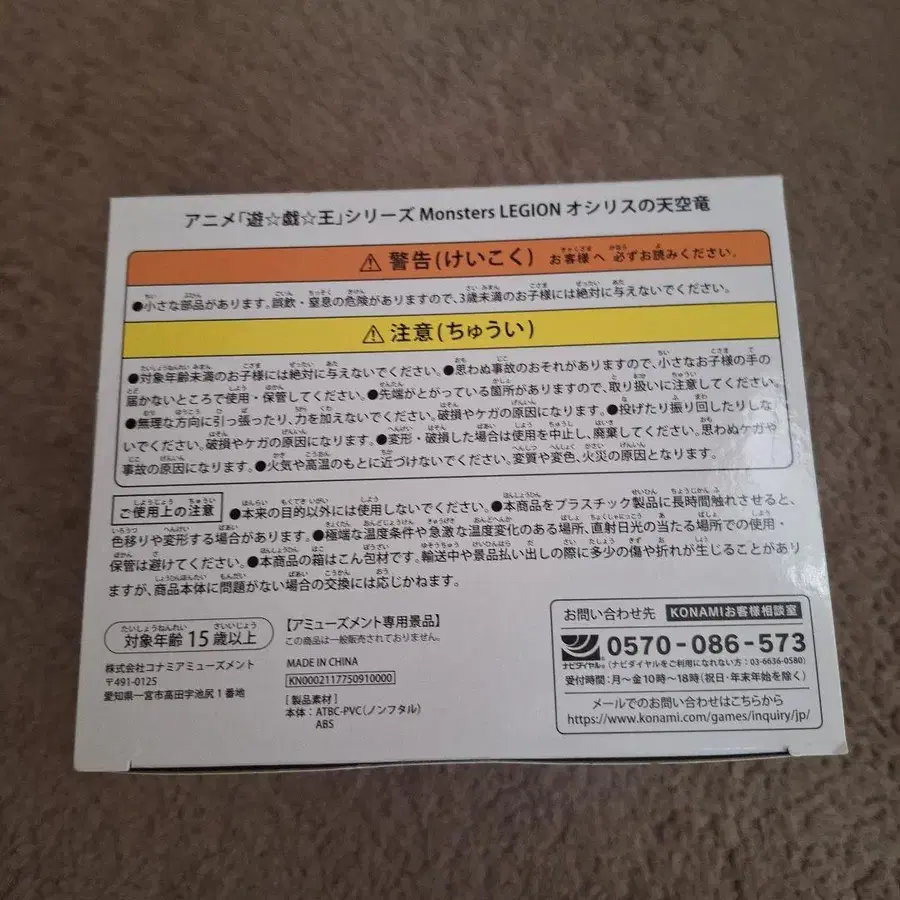 アニメ「遊☆戯☆王」シリーズ Monsters LEGION オシリスの天空竜
⚠ 警告(けいこく) お客様へ 必ずお読みください。
●小さな部品があります。誤飲・窒息の危険がありますので、3歳未満のお子様には絶対に与えないでください。
⚠ 注意(ちゅうい)
●対象年齢未満のお子様には絶対に与えないでください。●思わぬ事故のおそれがありますので、小さなお子様の手の
届かないところで使用・保管してください。●先端がとがっている箇所がありますので、取り扱いに注意してください。
●無理な方向に引っ張ったり、力を加えないでください。破損やケガの原因になります。●投げたり振り回したりしな
いでください。破損やケガの原因になります。●変形・破損した場合は使用を中止し、廃棄してください。思わぬケガや
事故の原因になります。●火気や高温のもとに近づけないでください。変質や変色、火災の原因となります。
ご使用上の注意 ●本来の目的以外には使用しないでください。●本商品をプラスチック製品に長時間触れさせると、
色移りや変形する場合があります。●極端な温度条件や急激な温度変化のある場所、直射日光の当たる場所での使用・
保管は避けてください。●本商品の箱はこん包材です。輸送中や景品払い出しの際に多少の傷や折れが生じることがあり
ますが、商品本体に問題がない場合の交換には応じかねます。
対象年齢 15歳以上
株式会社コナミアミューズメント
〒491-0125
愛知県一宮市高田字池尻1番地
【アミューズメント専用景品】
この商品は一般販売されておりません。
MADE IN CHINA
KN0002117750910000
[製品素材]
本体:ATBC-PVC(ノンフタル)
ABS
お問い合わせ先 KONAMIお客様相談室
ナビダイヤル 0570-086-573
(ナビダイヤルをご利用になれない方:03-6636-0580)
受付時間:月〜金10時〜18時(祝日・年末年始を除く)
メールでのお問い合わせはこちらから
https://www.konami.com/games/inquiry/jp/